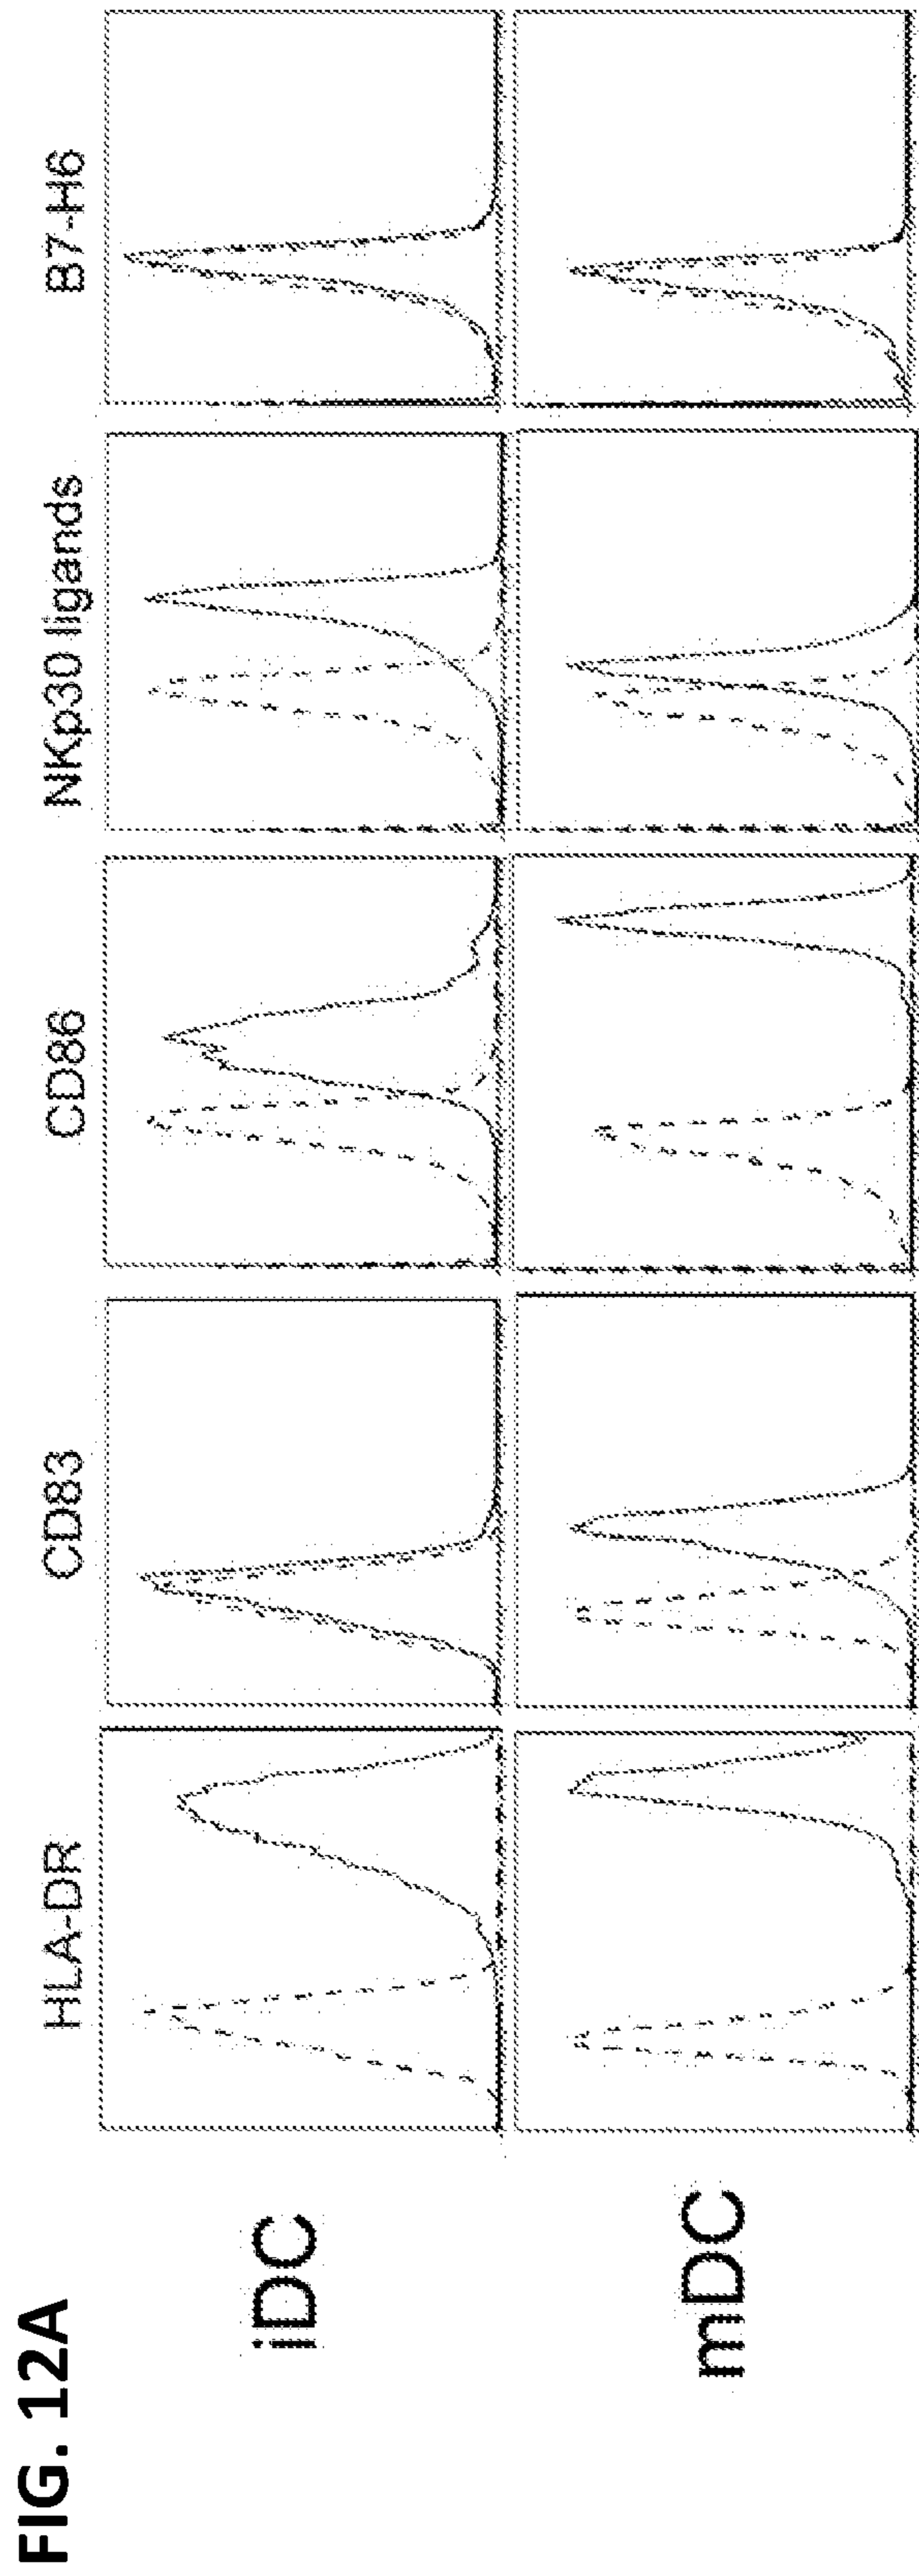 FIG. 12A
HLA-DR
CD83
CD86
NKp30 ligands
B7-H6
iDC
mDC